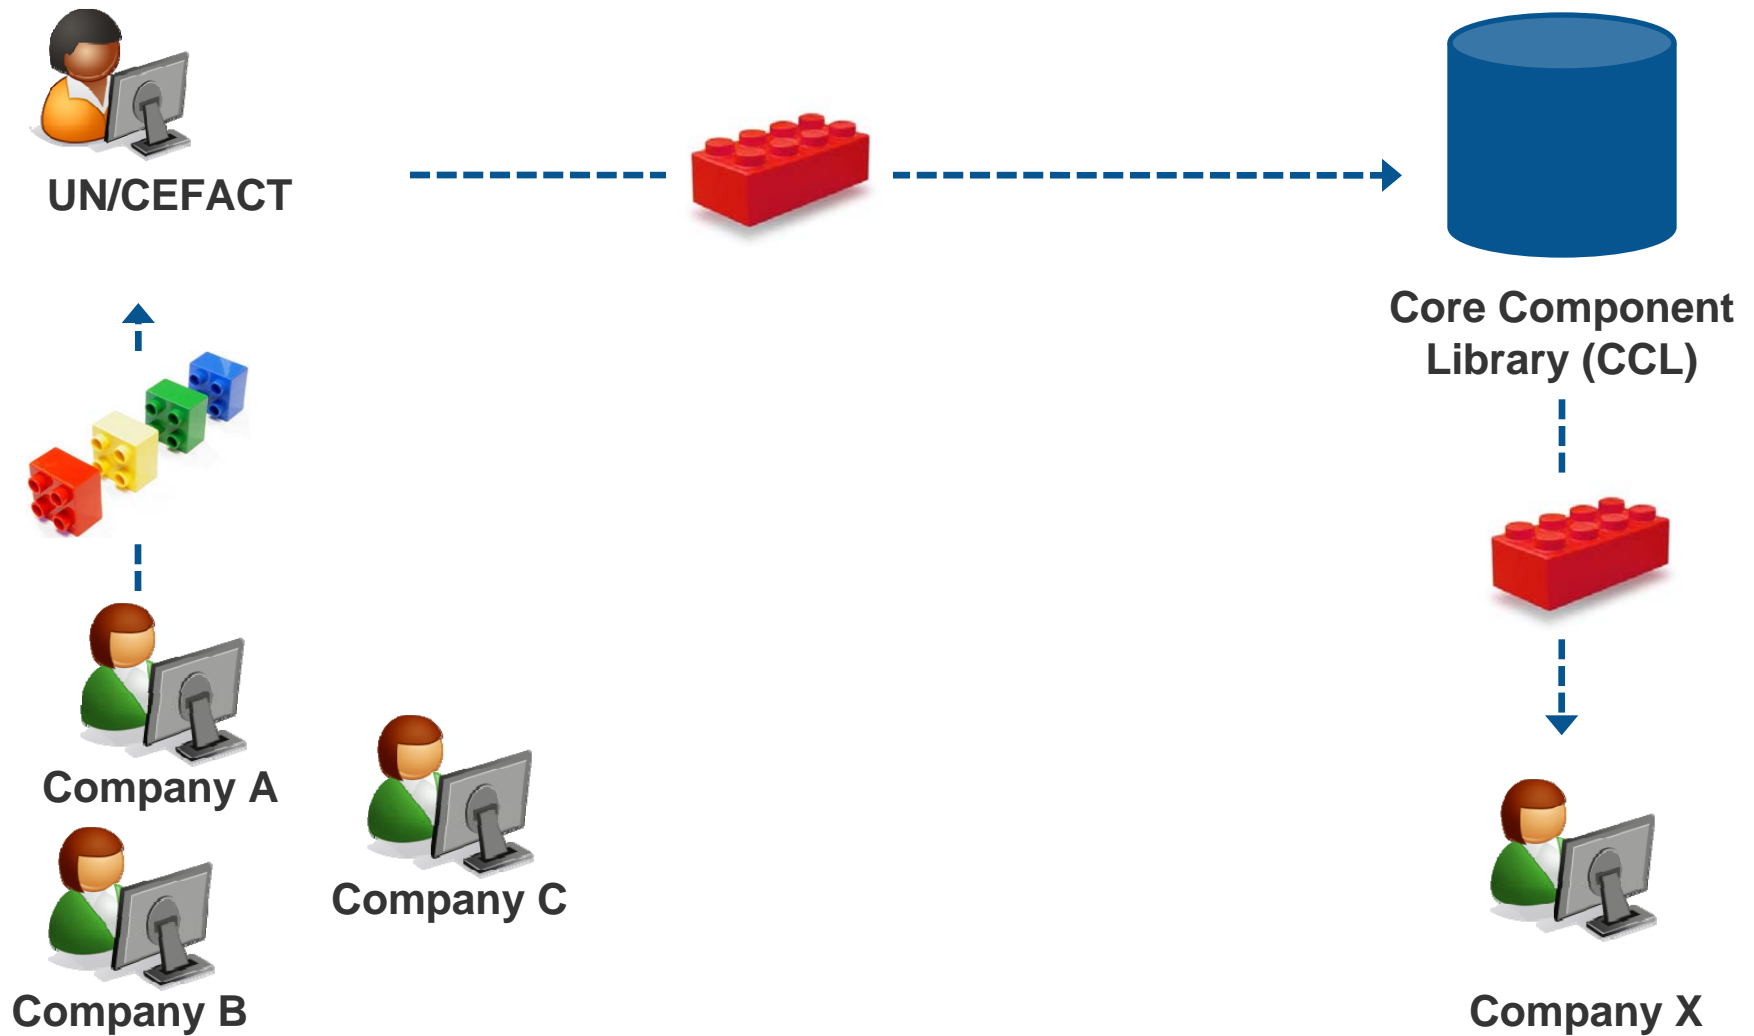 UN/CEFACT
Core Component
Library (CCL)
Company A
Company C
Company B
Company X